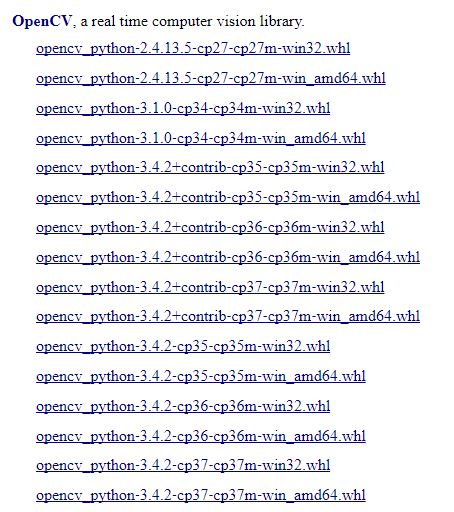 OpenCV, a real time computer vision library.
opencv_python-2.4.13.5-cp27-cp27m-win32.whl
opencv_python-2.4.13.5-cp27-cp27m-win_amd64.whl
opencv_python-3.1.0-cp34-cp34m-win32.whl
opencv_python-3.1.0-cp34-cp34m-win_amd64.whl
opencv_python-3.4.2+contrib-cp35-cp35m-win32.whl
opencv_python-3.4.2+contrib-cp35-cp35m-win_amd64.whl
opencv_python-3.4.2+contrib-cp36-cp36m-win32.whl
opencv_python-3.4.2+contrib-cp36-cp36m-win_amd64.whl
opencv_python-3.4.2+contrib-cp37-cp37m-win32.whl
opencv_python-3.4.2+contrib-cp37-cp37m-win_amd64.whl
opencv_python-3.4.2-cp35-cp35m-win32.whl
opencv_python-3.4.2-cp35-cp35m-win_amd64.whl
opencv_python-3.4.2-cp36-cp36m-win32.whl
opencv_python-3.4.2-cp36-cp36m-win_amd64.whl
opencv_python-3.4.2-cp37-cp37m-win32.whl
opencv_python-3.4.2-cp37-cp37m-win_amd64.whl